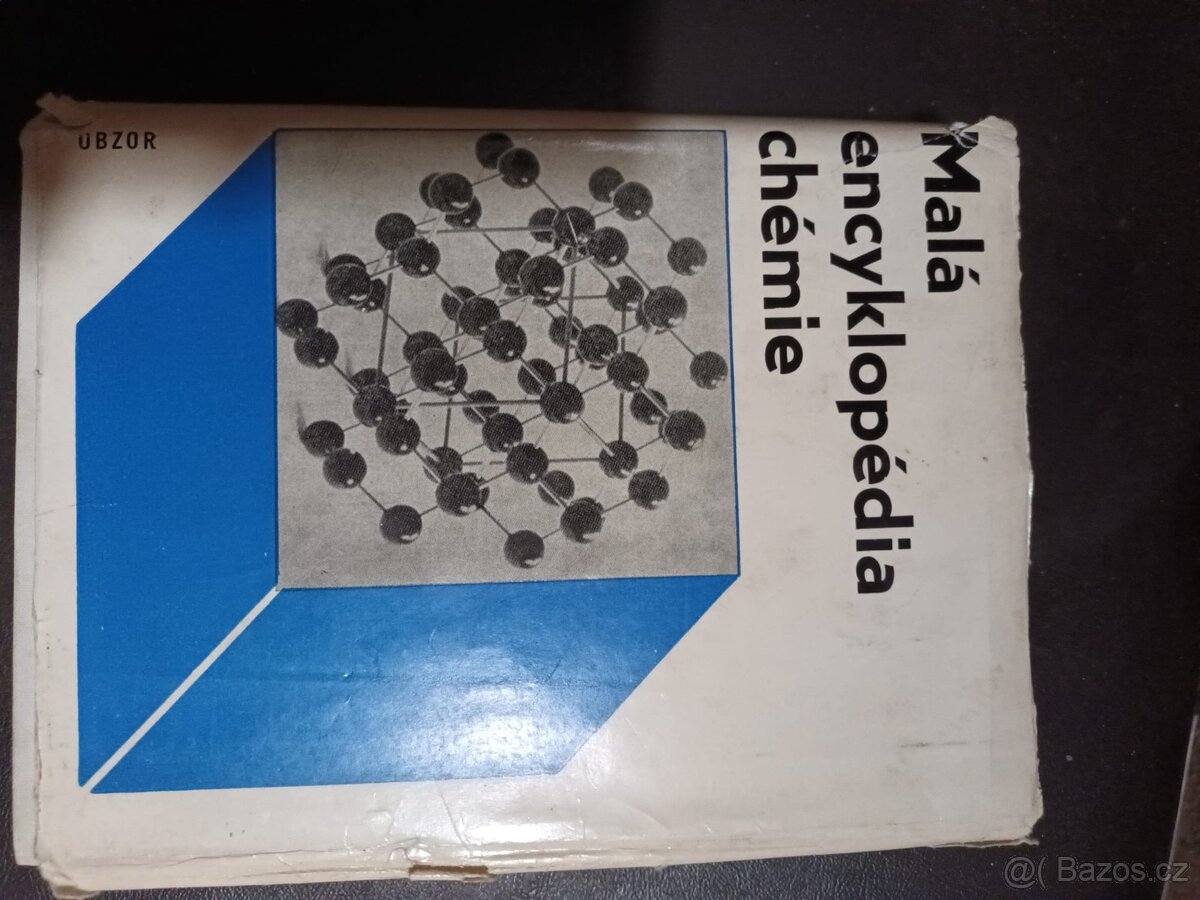 Malá
encyklopédia
chémie
OBZOR
@( Bazos.cz